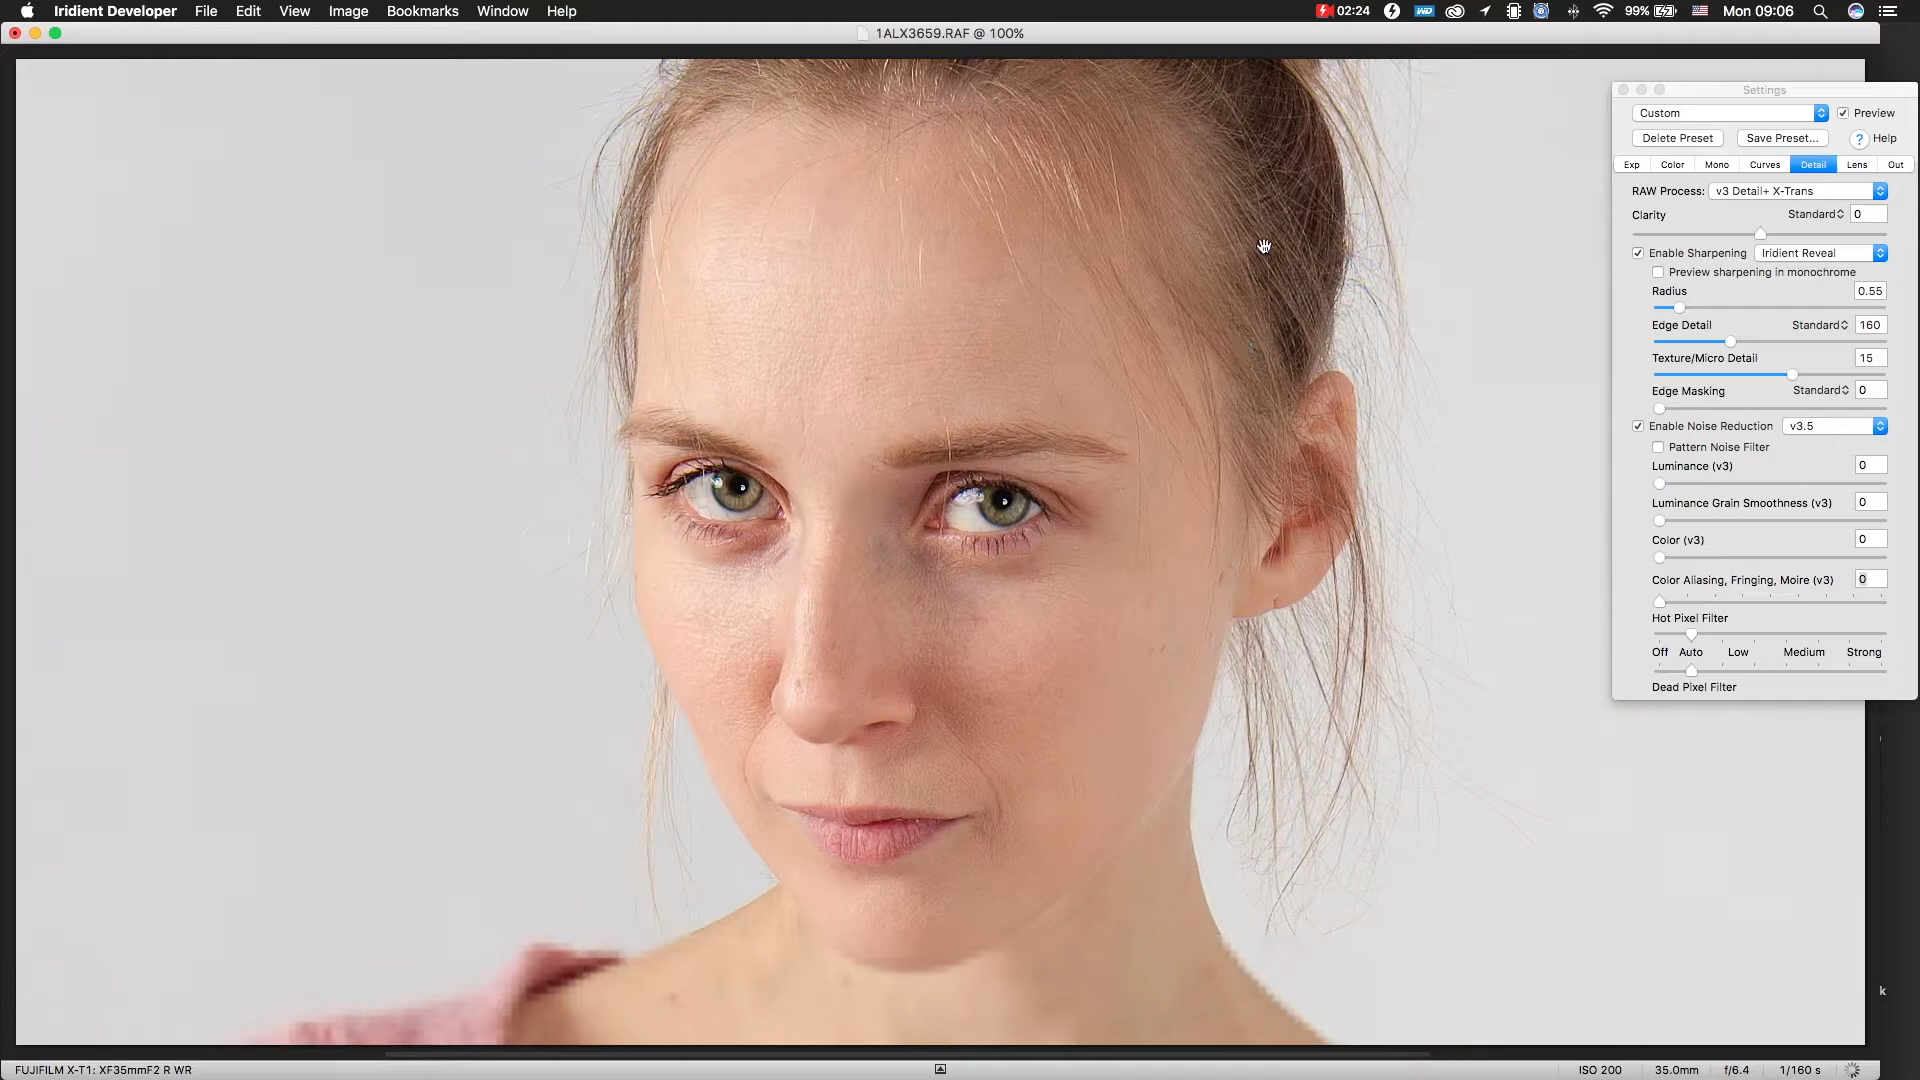 Iridient Developer File Edit View Image Bookmarks Window Help 02:24 WD 99% Mon 09:06
1ALX3659.RAF @ 100%
Settings
Custom Preview
Delete Preset Save Preset... ? Help
Exp Color Mono Curves Detail Lens Out
RAW Process: v3 Detail+ X-Trans
Clarity Standard 0
Enable Sharpening Iridient Reveal
Preview sharpening in monochrome
Radius 0.55
Edge Detail Standard 160
Texture/Micro Detail 15
Edge Masking Standard 0
Enable Noise Reduction v3.5
Pattern Noise Filter
Luminance (v3) 0
Luminance Grain Smoothness (v3) 0
Color (v3) 0
Color Aliasing, Fringing, Moire (v3) 0
Hot Pixel Filter
Off Auto Low Medium Strong
Dead Pixel Filter
k
FUJIFILM X-T1: XF35mmF2 R WR ISO 200 35.0mm f/6.4 1/160 s